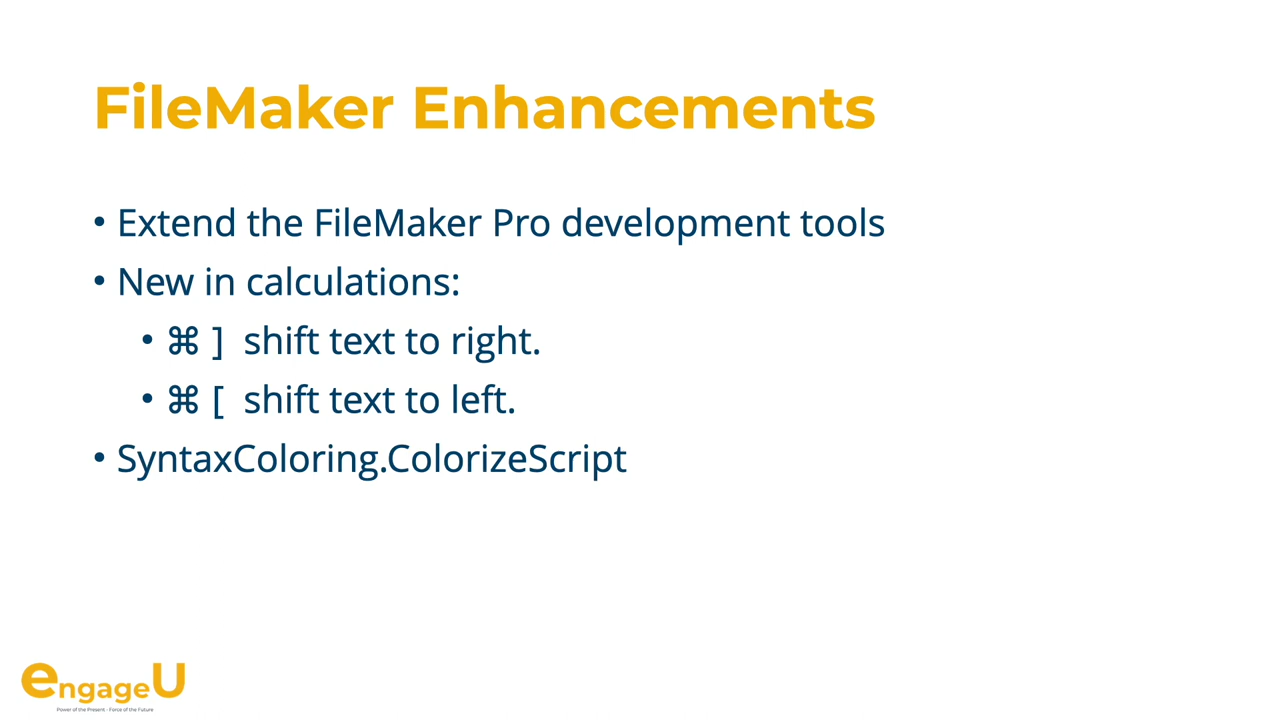 FileMaker Enhancements
• Extend the FileMaker Pro development tools
• New in calculations:
• ⌘ ] shift text to right.
• ⌘ [ shift text to left.
• SyntaxColoring.ColorizeScript
engageU
Power of the Present - Force of the Future